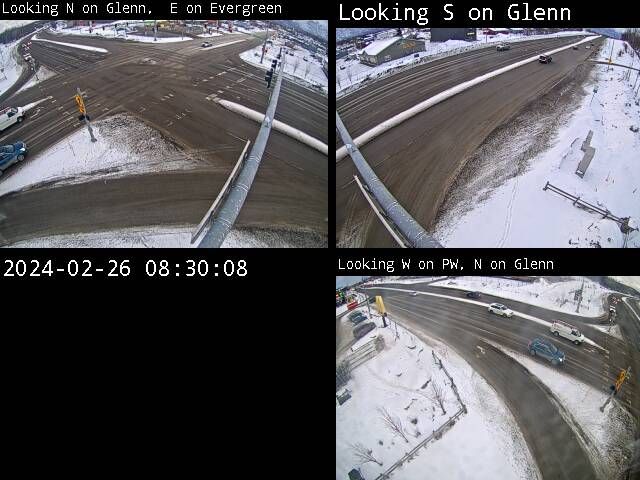 Looking N on Glenn,  E on Evergreen
Looking S on Glenn
2024-02-26 08:30:08
Looking W on PW, N on Glenn